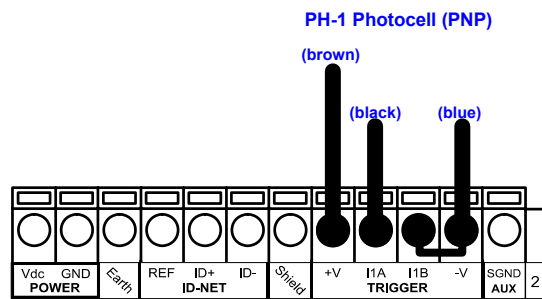 PH-1 Photocell (PNP)
(brown)
(black) (blue)
Vdc GND Earth REF ID+ ID- Shield +V I1A I1B -V SGND 2
POWER ID-NET TRIGGER AUX